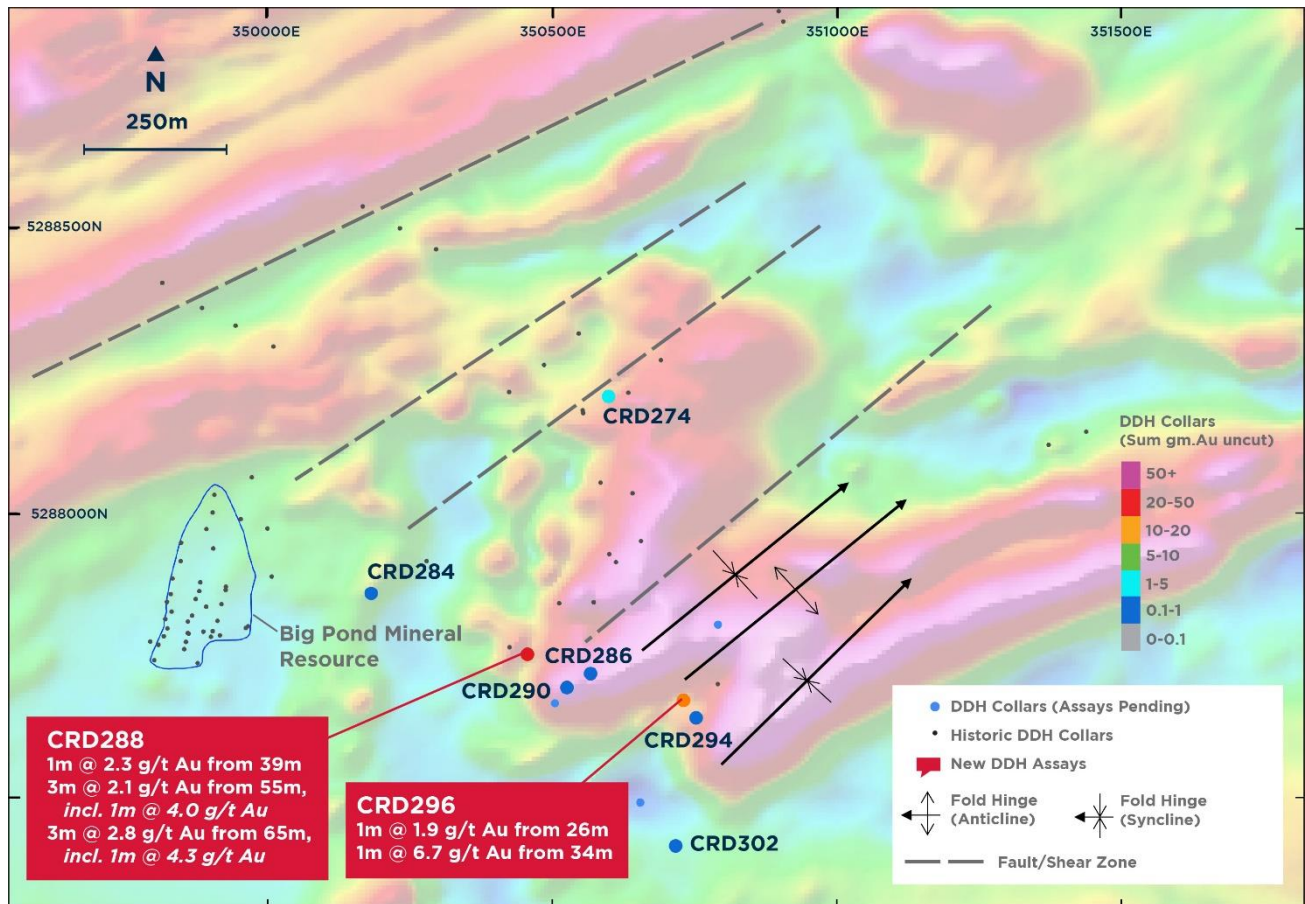 350000E
350500E
351000E
351500E
N
250m
5288500N
CRD274
DDH Collars
(Sum gm.Au uncut)
50+
20-50
10-20
5-10
1-5
0.1-1
0-0.1
5288000N
CRD284
Big Pond Mineral
Resource
CRD286
CRD290
CRD294
CRD302
CRD288
1m @ 2.3 g/t Au from 39m
3m @ 2.1 g/t Au from 55m,
incl. 1m @ 4.0 g/t Au
3m @ 2.8 g/t Au from 65m,
incl. 1m @ 4.3 g/t Au
CRD296
1m @ 1.9 g/t Au from 26m
1m @ 6.7 g/t Au from 34m
DDH Collars (Assays Pending)
Historic DDH Collars
New DDH Assays
Fold Hinge
(Anticline)
Fold Hinge
(Syncline)
Fault/Shear Zone